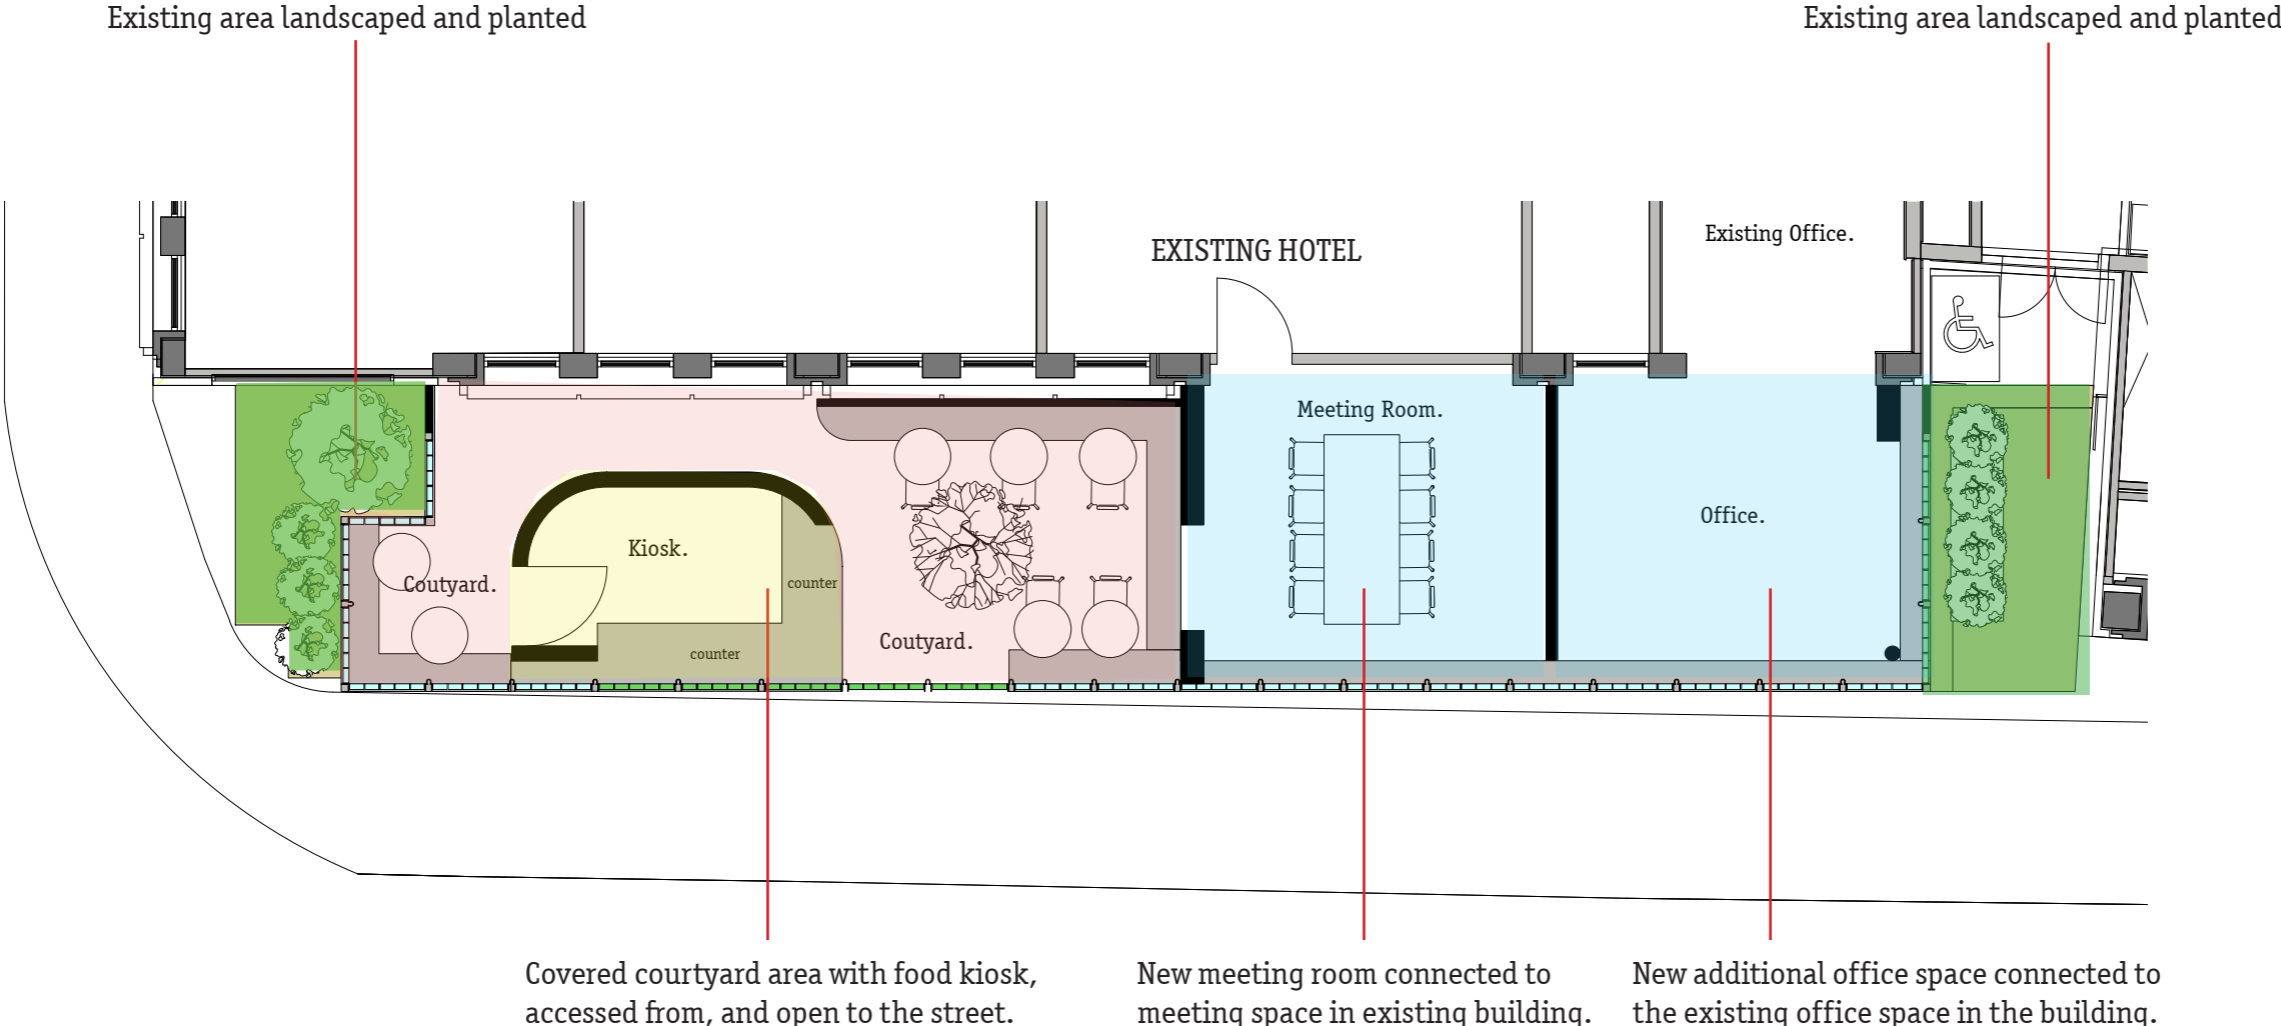 Existing area landscaped and planted
Existing area landscaped and planted
Existing Office.
EXISTING HOTEL
Meeting Room.
Office.
Kiosk.
counter
Coutyard.
Coutyard.
counter
Covered courtyard area with food kiosk,
accessed from, and open to the street.
New meeting room connected to
meeting space in existing building.
New additional office space connected to
the existing office space in the building.